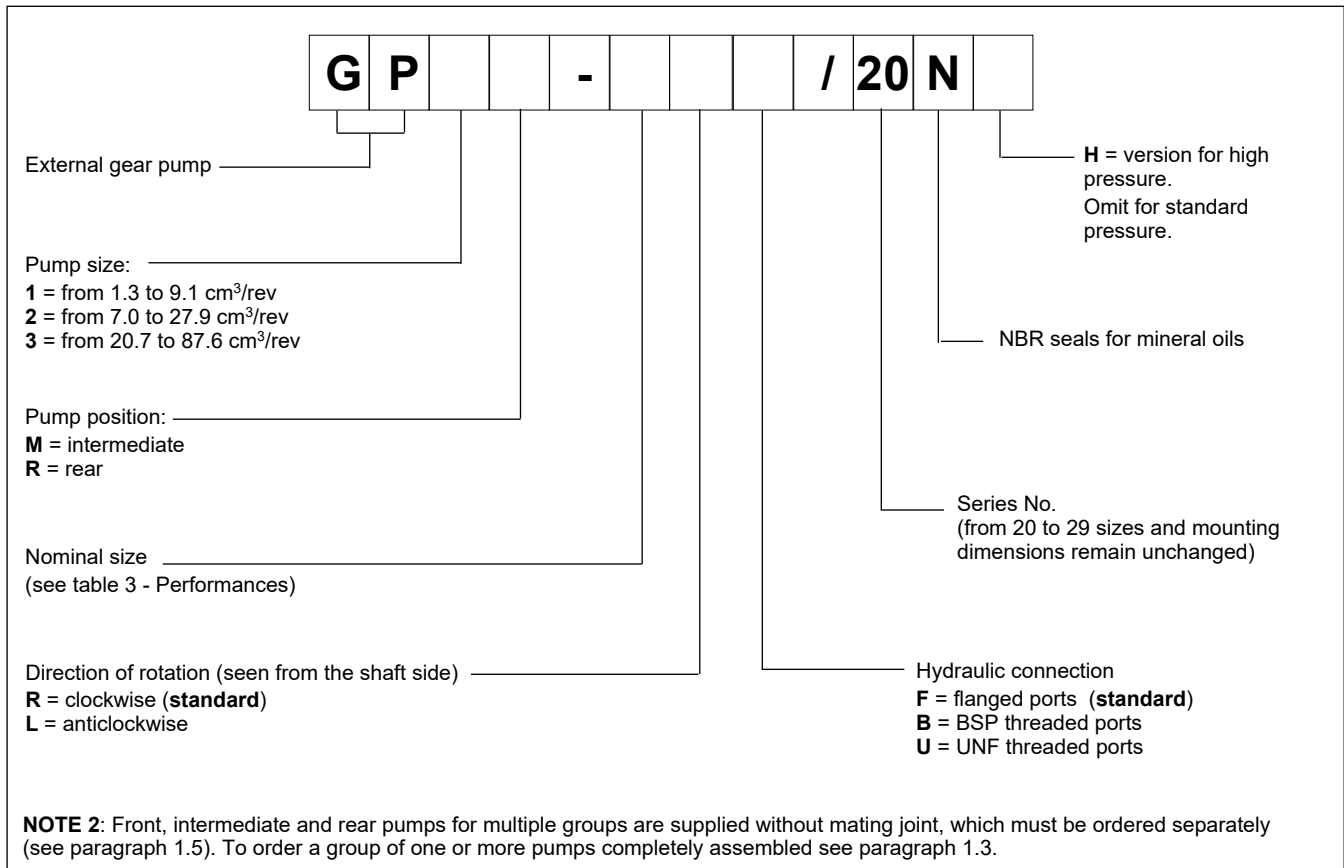 G P - / 20 N
External gear pump
H = version for high
pressure.
Omit for standard
pressure.
Pump size:
1 = from 1.3 to 9.1 cm³/rev
2 = from 7.0 to 27.9 cm³/rev
3 = from 20.7 to 87.6 cm³/rev
NBR seals for mineral oils
Pump position:
M = intermediate
R = rear
Series No.
(from 20 to 29 sizes and mounting
dimensions remain unchanged)
Nominal size
(see table 3 - Performances)
Direction of rotation (seen from the shaft side)
R = clockwise (standard)
L = anticlockwise
Hydraulic connection
F = flanged ports (standard)
B = BSP threaded ports
U = UNF threaded ports
NOTE 2: Front, intermediate and rear pumps for multiple groups are supplied without mating joint, which must be ordered separately
(see paragraph 1.5). To order a group of one or more pumps completely assembled see paragraph 1.3.